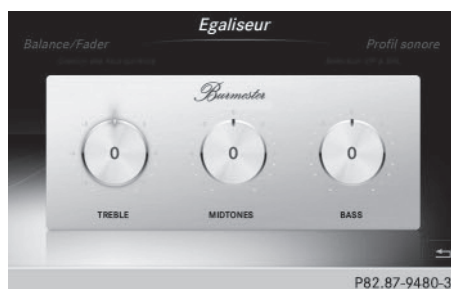 Egaliseur
Balance/Fader
Profil sonore
Burmester
0 0 0
TREBLE MIDTONES BASS
P82.87-9480-3